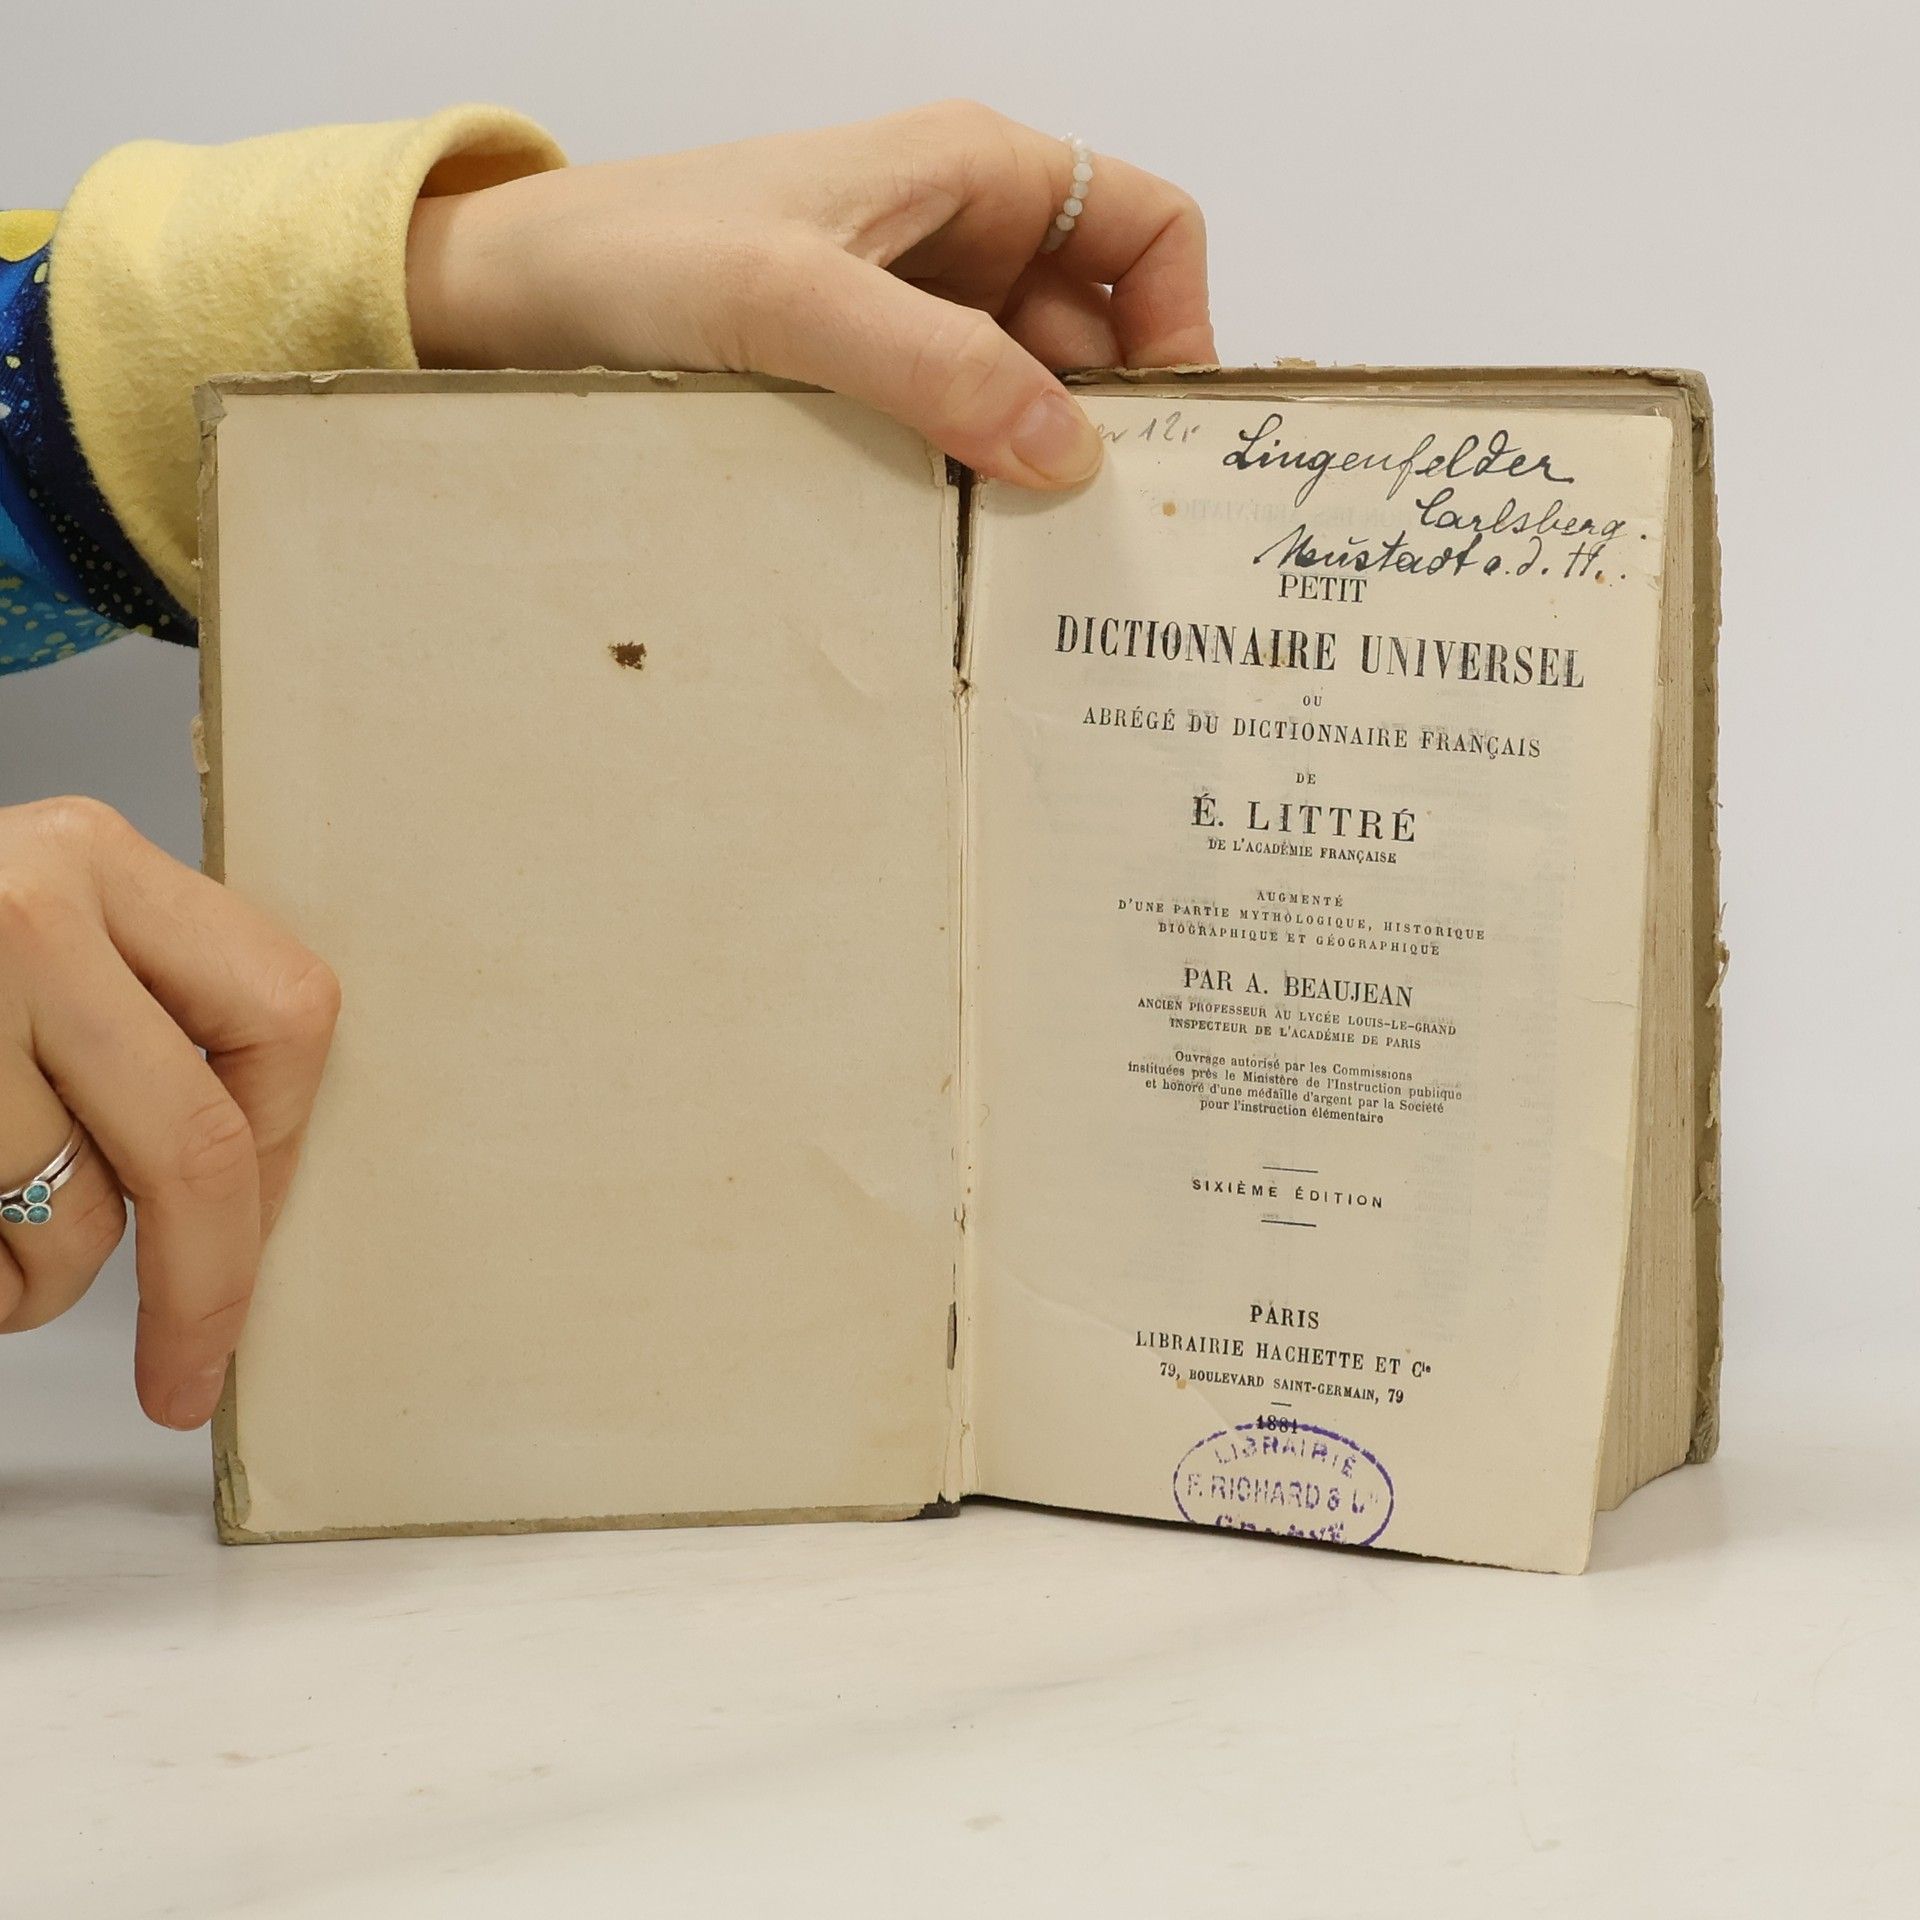 12r
Lingenfelder
Carlsberg.
Neustadt a. d. H..
PETIT
DICTIONNAIRE UNIVERSEL
OU
ABRÉGÉ DU DICTIONNAIRE FRANÇAIS
DE
É. LITTRÉ
DE L'ACADÉMIE FRANÇAISE
AUGMENTÉ
D'UNE PARTIE MYTHOLOGIQUE, HISTORIQUE
BIOGRAPHIQUE ET GÉOGRAPHIQUE
PAR A. BEAUJEAN
ANCIEN PROFESSEUR AU LYCÉE LOUIS-LE-GRAND
INSPECTEUR DE L'ACADÉMIE DE PARIS
Ouvrage autorisé par les Commissions
instituées près le Ministère de l'Instruction publique
et honoré d'une médaille d'argent par la Société
pour l'instruction élémentaire
SIXIÈME ÉDITION
PARIS
LIBRAIRIE HACHETTE ET Cie
79, BOULEVARD SAINT-GERMAIN, 79
1881
LIBRAIRIE
F. RICHARD &